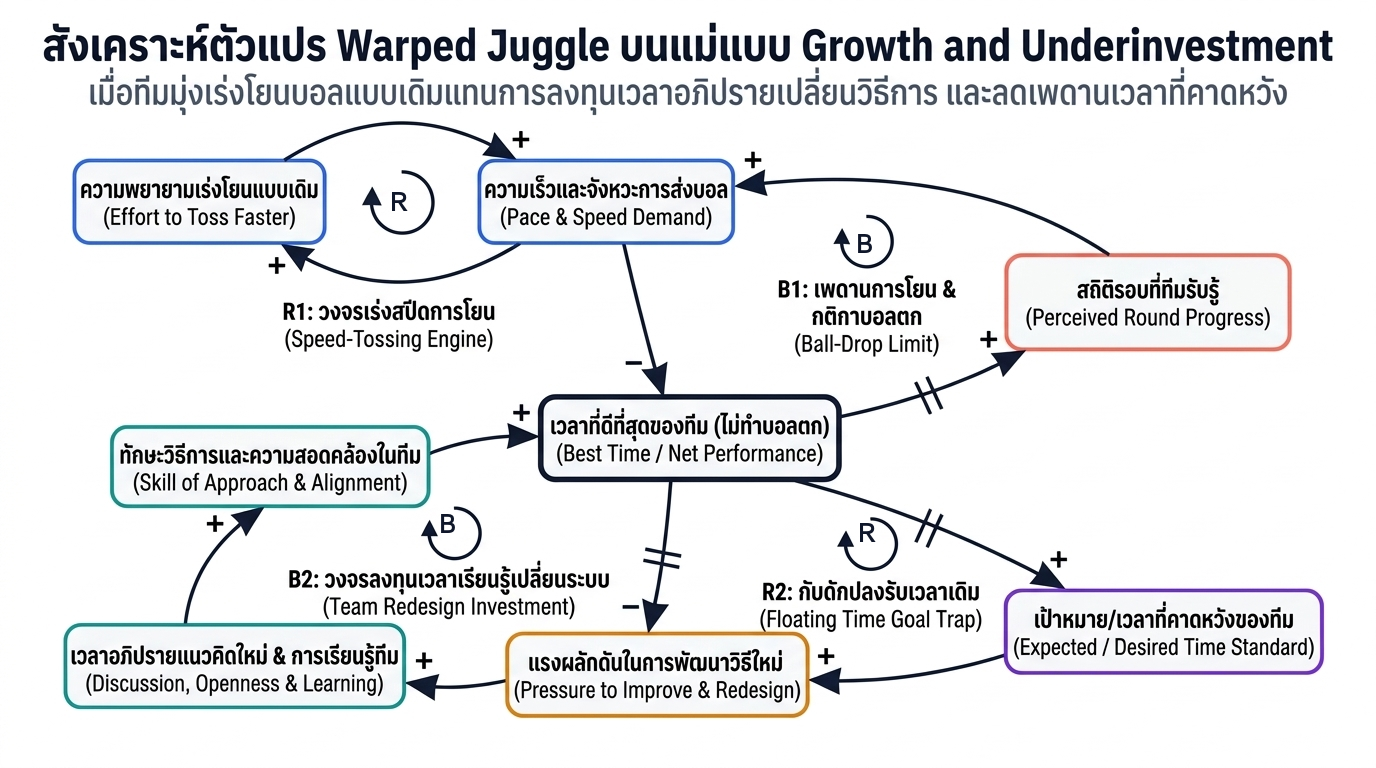 สังเคราะห์ตัวแปร Warped Juggle บนแม่แบบ Growth and Underinvestment
เมื่อทีมมุ่งเร่งโยนบอลแบบเดิมแทนการลงทุนเวลาอภิปรายเปลี่ยนวิธีการ และลดเพดานเวลาที่คาดหวัง
+
+
ความพยายามเร่งโยนแบบเดิม
(Effort to Toss Faster)
R
ความเร็วและจังหวะการส่งบอล
(Pace & Speed Demand)
B
+
R1: วงจรเร่งสปีดการโยน
(Speed-Tossing Engine)
B1: เพดานการโยน &
กติกาบอลตก
(Ball-Drop Limit)
สถิติรอบที่ทีมรับรู้
(Perceived Round Progress)
+
–
+
เวลาที่ดีที่สุดของทีม (ไม่ทำบอลตก)
(Best Time / Net Performance)
ทักษะวิธีการและความสอดคล้องในทีม
(Skill of Approach & Alignment)
+
B
R
B2: วงจรลงทุนเวลาเรียนรู้เปลี่ยนระบบ
(Team Redesign Investment)
R2: กับดักปลงรับเวลาเดิม
(Floating Time Goal Trap)
+
–
เป้าหมาย/เวลาที่คาดหวังของทีม
(Expected / Desired Time Standard)
เวลาอภิปรายแนวคิดใหม่ & การเรียนรู้ทีม
(Discussion, Openness & Learning)
+
แรงผลักดันในการพัฒนาวิธีใหม่
(Pressure to Improve & Redesign)
+